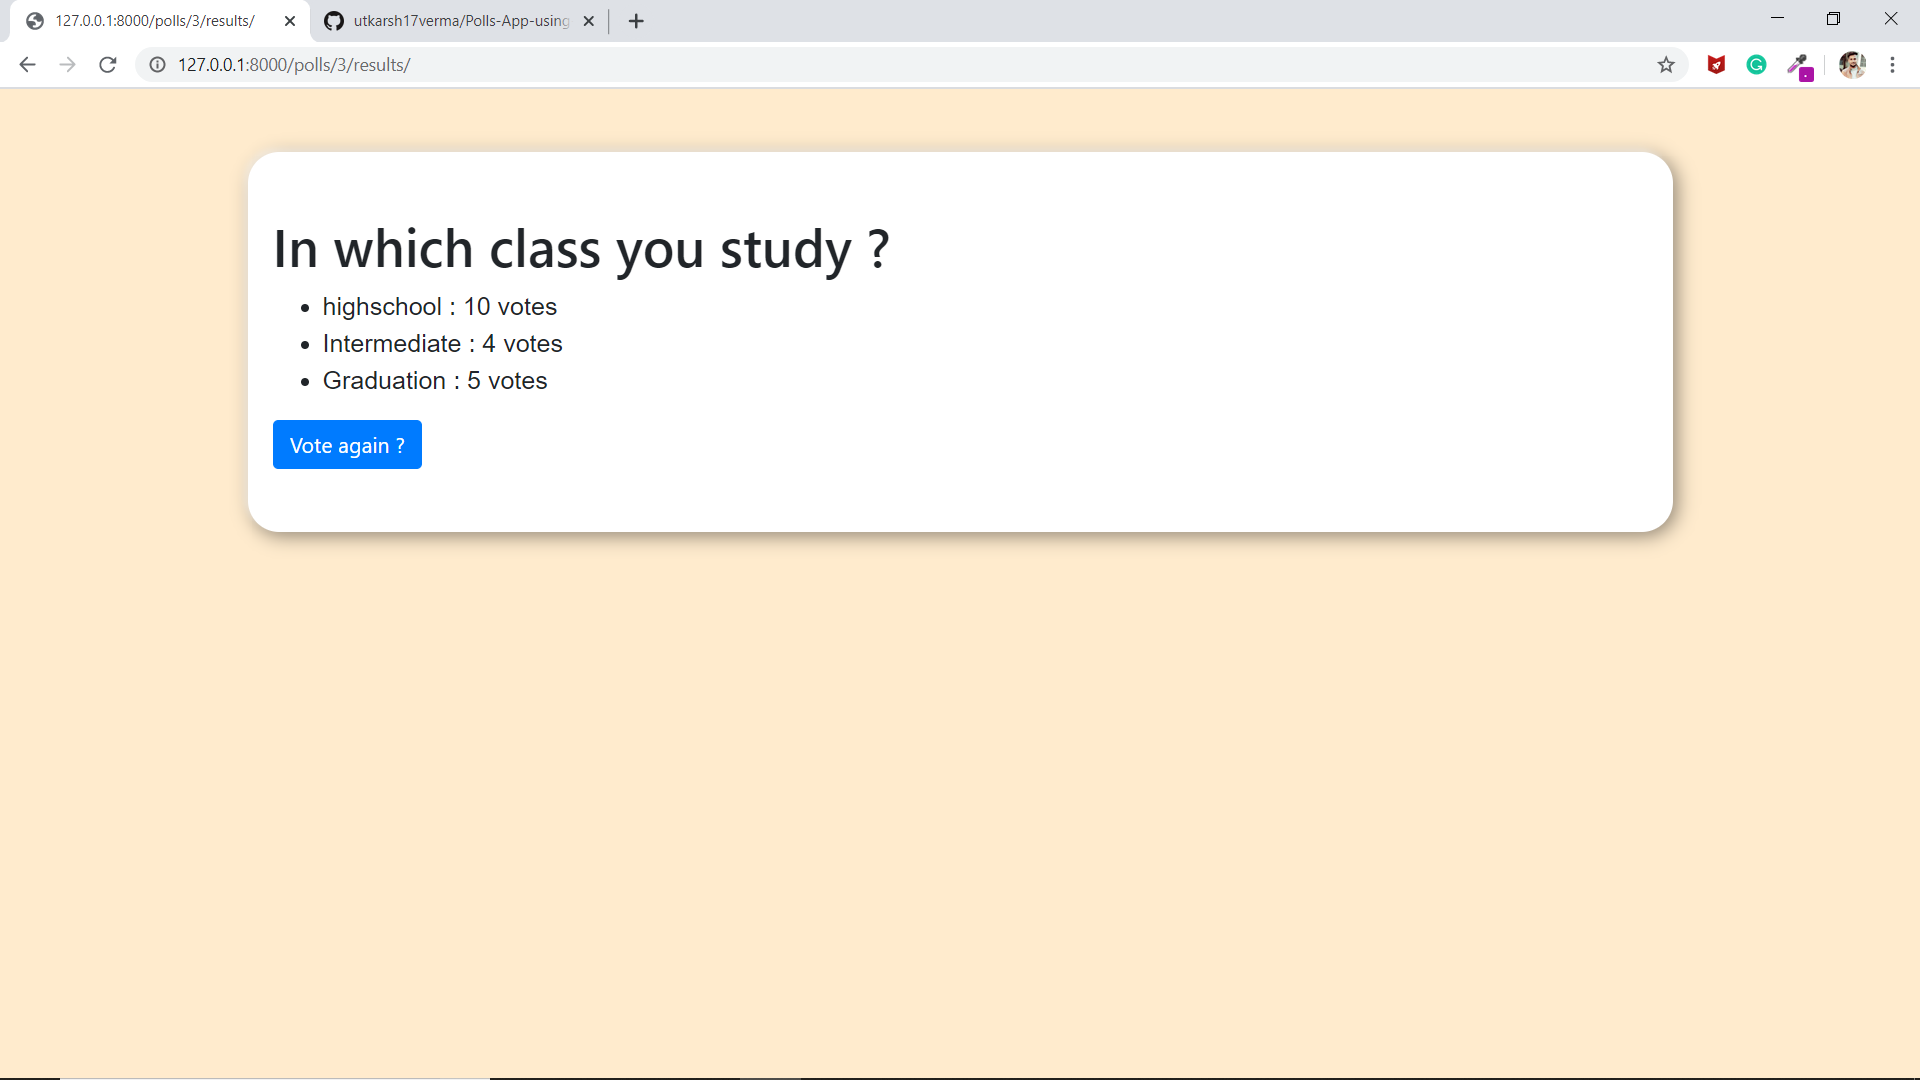 127.0.0.1:8000/polls/3/results/
utkarsh17verma/Polls-App-using
127.0.0.1:8000/polls/3/results/
In which class you study ?
highschool : 10 votes
Intermediate : 4 votes
Graduation : 5 votes
Vote again ?